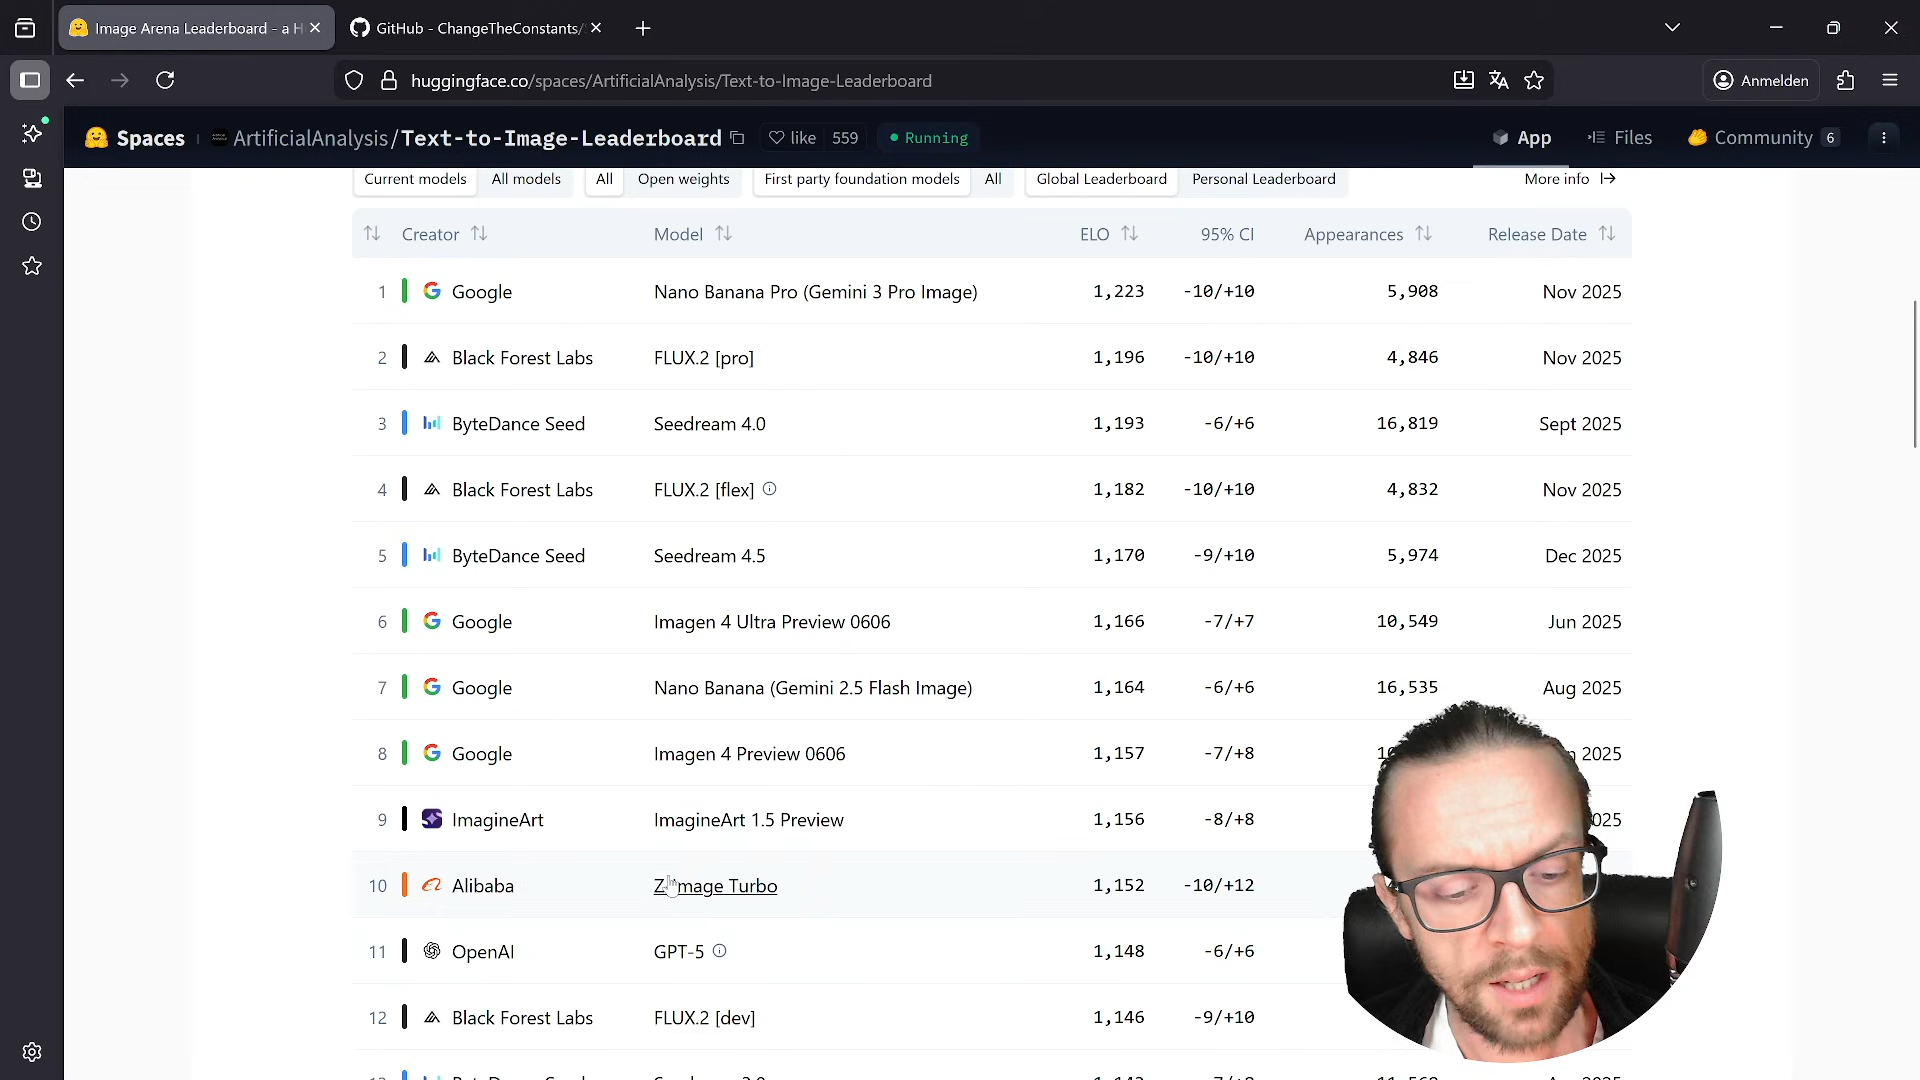 Image Arena Leaderboard - a H
GitHub - ChangeTheConstants/
huggingface.co/spaces/ArtificialAnalysis/Text-to-Image-Leaderboard
Anmelden
Spaces ArtificialAnalysis/Text-to-Image-Leaderboard like 559 Running App Files Community 6
Current models All models All Open weights First party foundation models All Global Leaderboard Personal Leaderboard More info
Creator Model ELO 95% CI Appearances Release Date
1 Google Nano Banana Pro (Gemini 3 Pro Image) 1,223 -10/+10 5,908 Nov 2025
2 Black Forest Labs FLUX.2 [pro] 1,196 -10/+10 4,846 Nov 2025
3 ByteDance Seed Seedream 4.0 1,193 -6/+6 16,819 Sept 2025
4 Black Forest Labs FLUX.2 [flex] 1,182 -10/+10 4,832 Nov 2025
5 ByteDance Seed Seedream 4.5 1,170 -9/+10 5,974 Dec 2025
6 Google Imagen 4 Ultra Preview 0606 1,166 -7/+7 10,549 Jun 2025
7 Google Nano Banana (Gemini 2.5 Flash Image) 1,164 -6/+6 16,535 Aug 2025
8 Google Imagen 4 Preview 0606 1,157 -7/+8 2025
9 ImagineArt ImagineArt 1.5 Preview 1,156 -8/+8
10 Alibaba Z-Image Turbo 1,152 -10/+12
11 OpenAI GPT-5 1,148 -6/+6
12 Black Forest Labs FLUX.2 [dev] 1,146 -9/+10